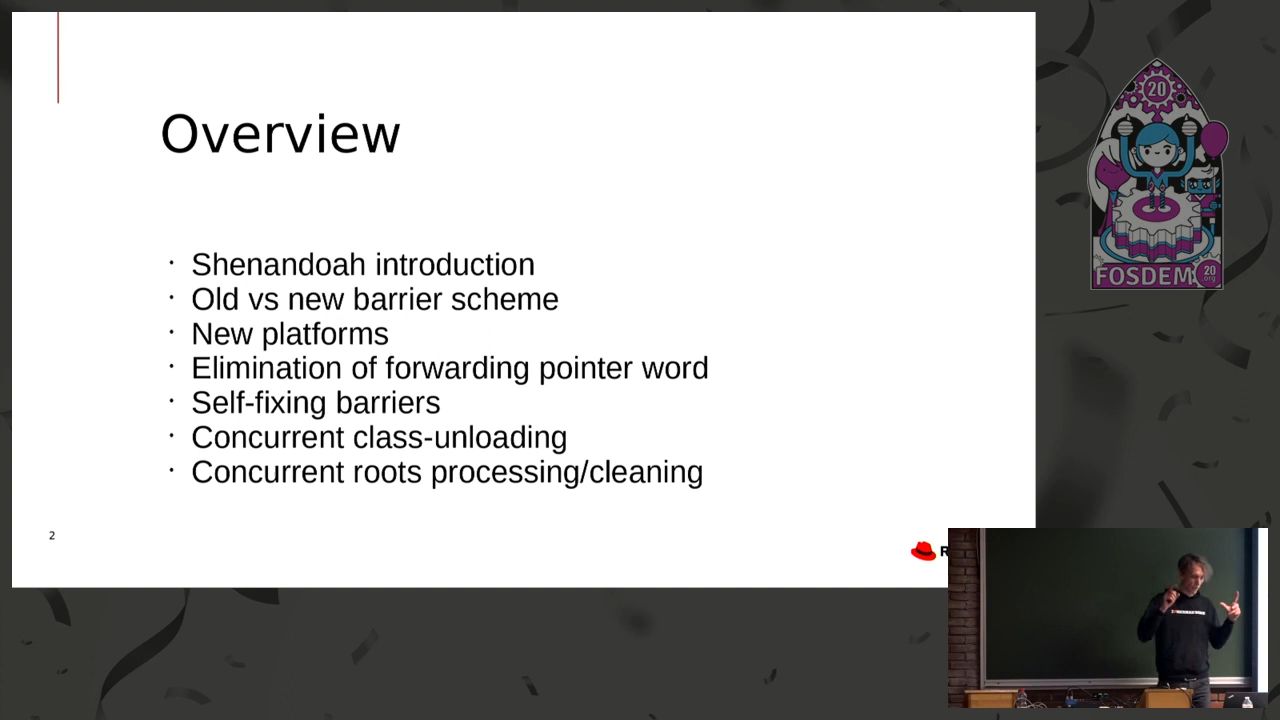 Overview
· Shenandoah introduction
· Old vs new barrier scheme
· New platforms
· Elimination of forwarding pointer word
· Self-fixing barriers
· Concurrent class-unloading
· Concurrent roots processing/cleaning
2
R
20
FOSDEM
20
org